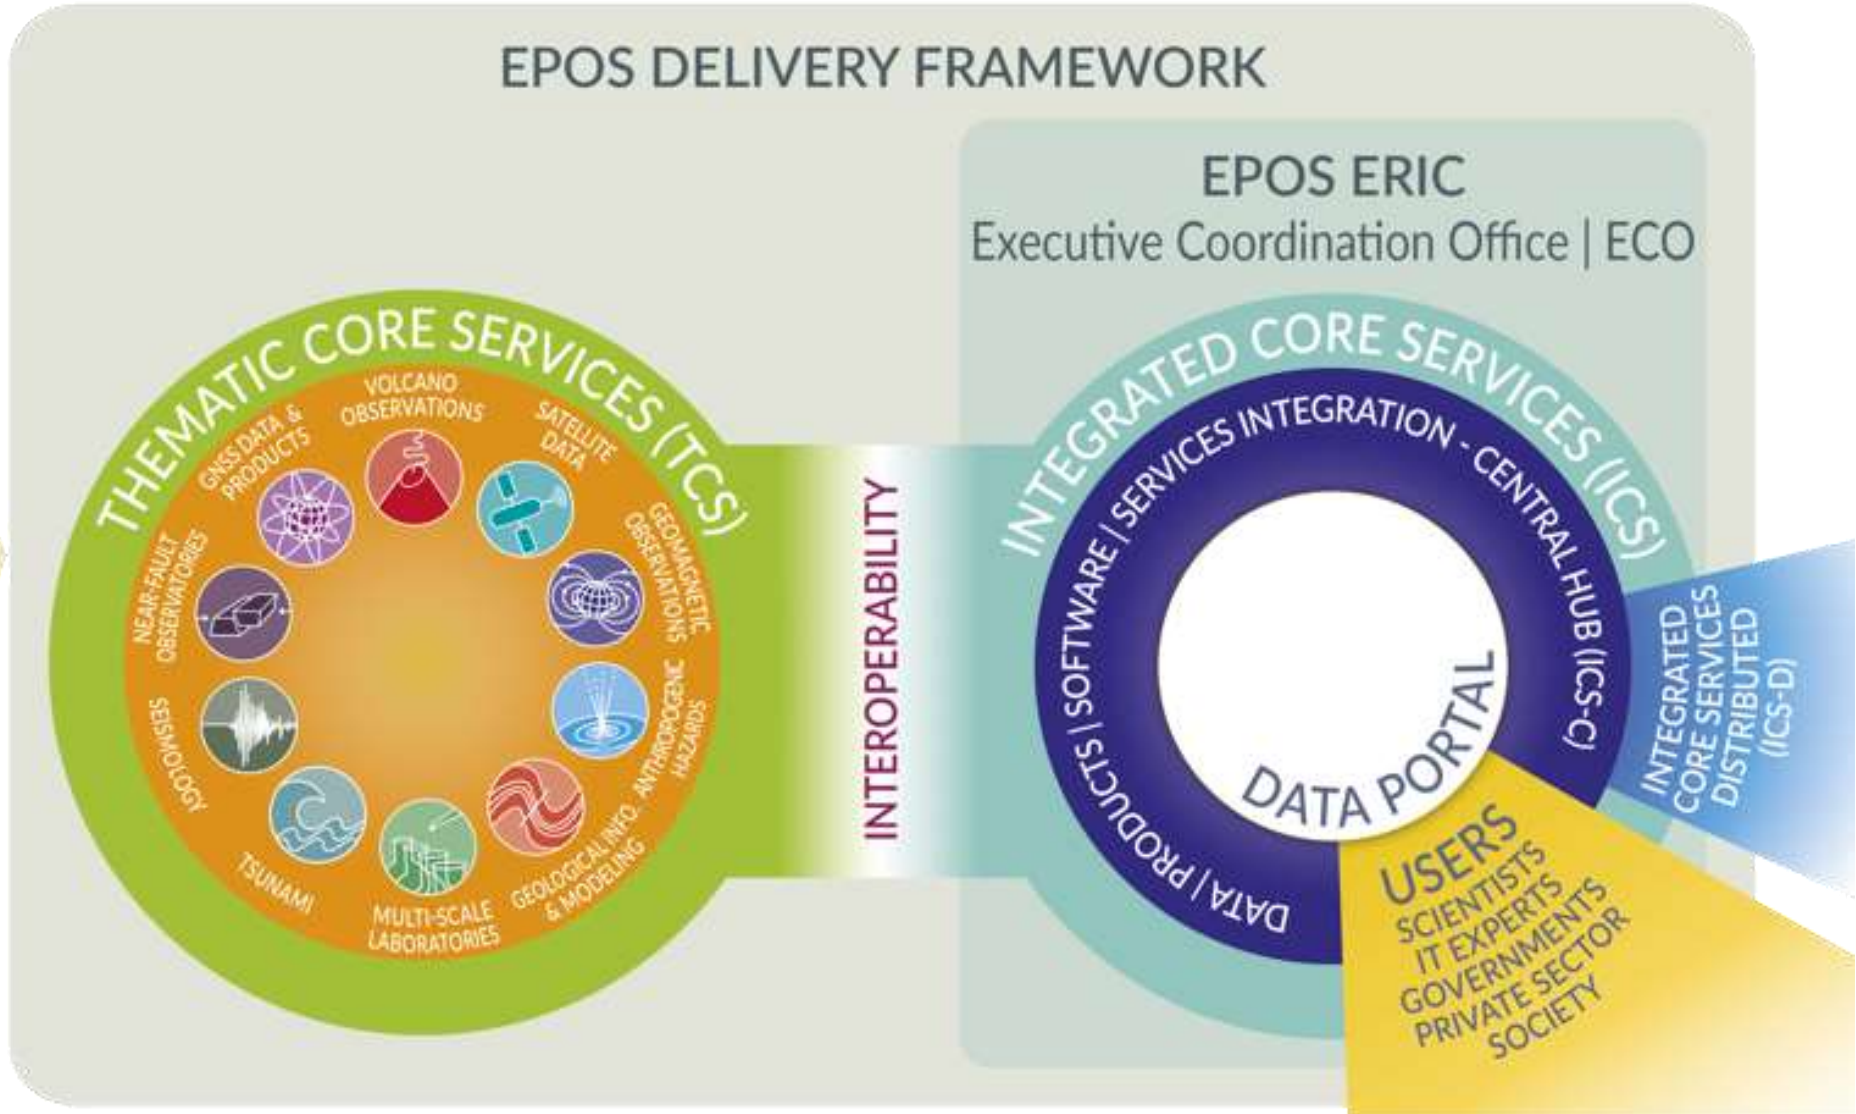 EPOS DELIVERY FRAMEWORK
EPOS ERIC
Executive Coordination Office | ECO
THEMATIC CORE SERVICES (TCS)
VOLCANO
OBSERVATIONS
SATELLITE
DATA
GEOMAGNETIC
OBSERVATIONS
ANTHROPOGENIC
HAZARDS
GEOLOGICAL INFO.
& MODELING
MULTI-SCALE
LABORATORIES
TSUNAMI
SEISMOLOGY
NEAR-FAULT
OBSERVATORIES
GNSS DATA &
PRODUCTS
INTEROPERABILITY
INTEGRATED CORE SERVICES (ICS)
DATA | PRODUCTS | SOFTWARE | SERVICES INTEGRATION - CENTRAL HUB (ICS-C)
DATA PORTAL
INTEGRATED
CORE SERVICES
DISTRIBUTED
(ICS-D)
USERS
SCIENTISTS
IT EXPERTS
GOVERNMENTS
PRIVATE SECTOR
SOCIETY